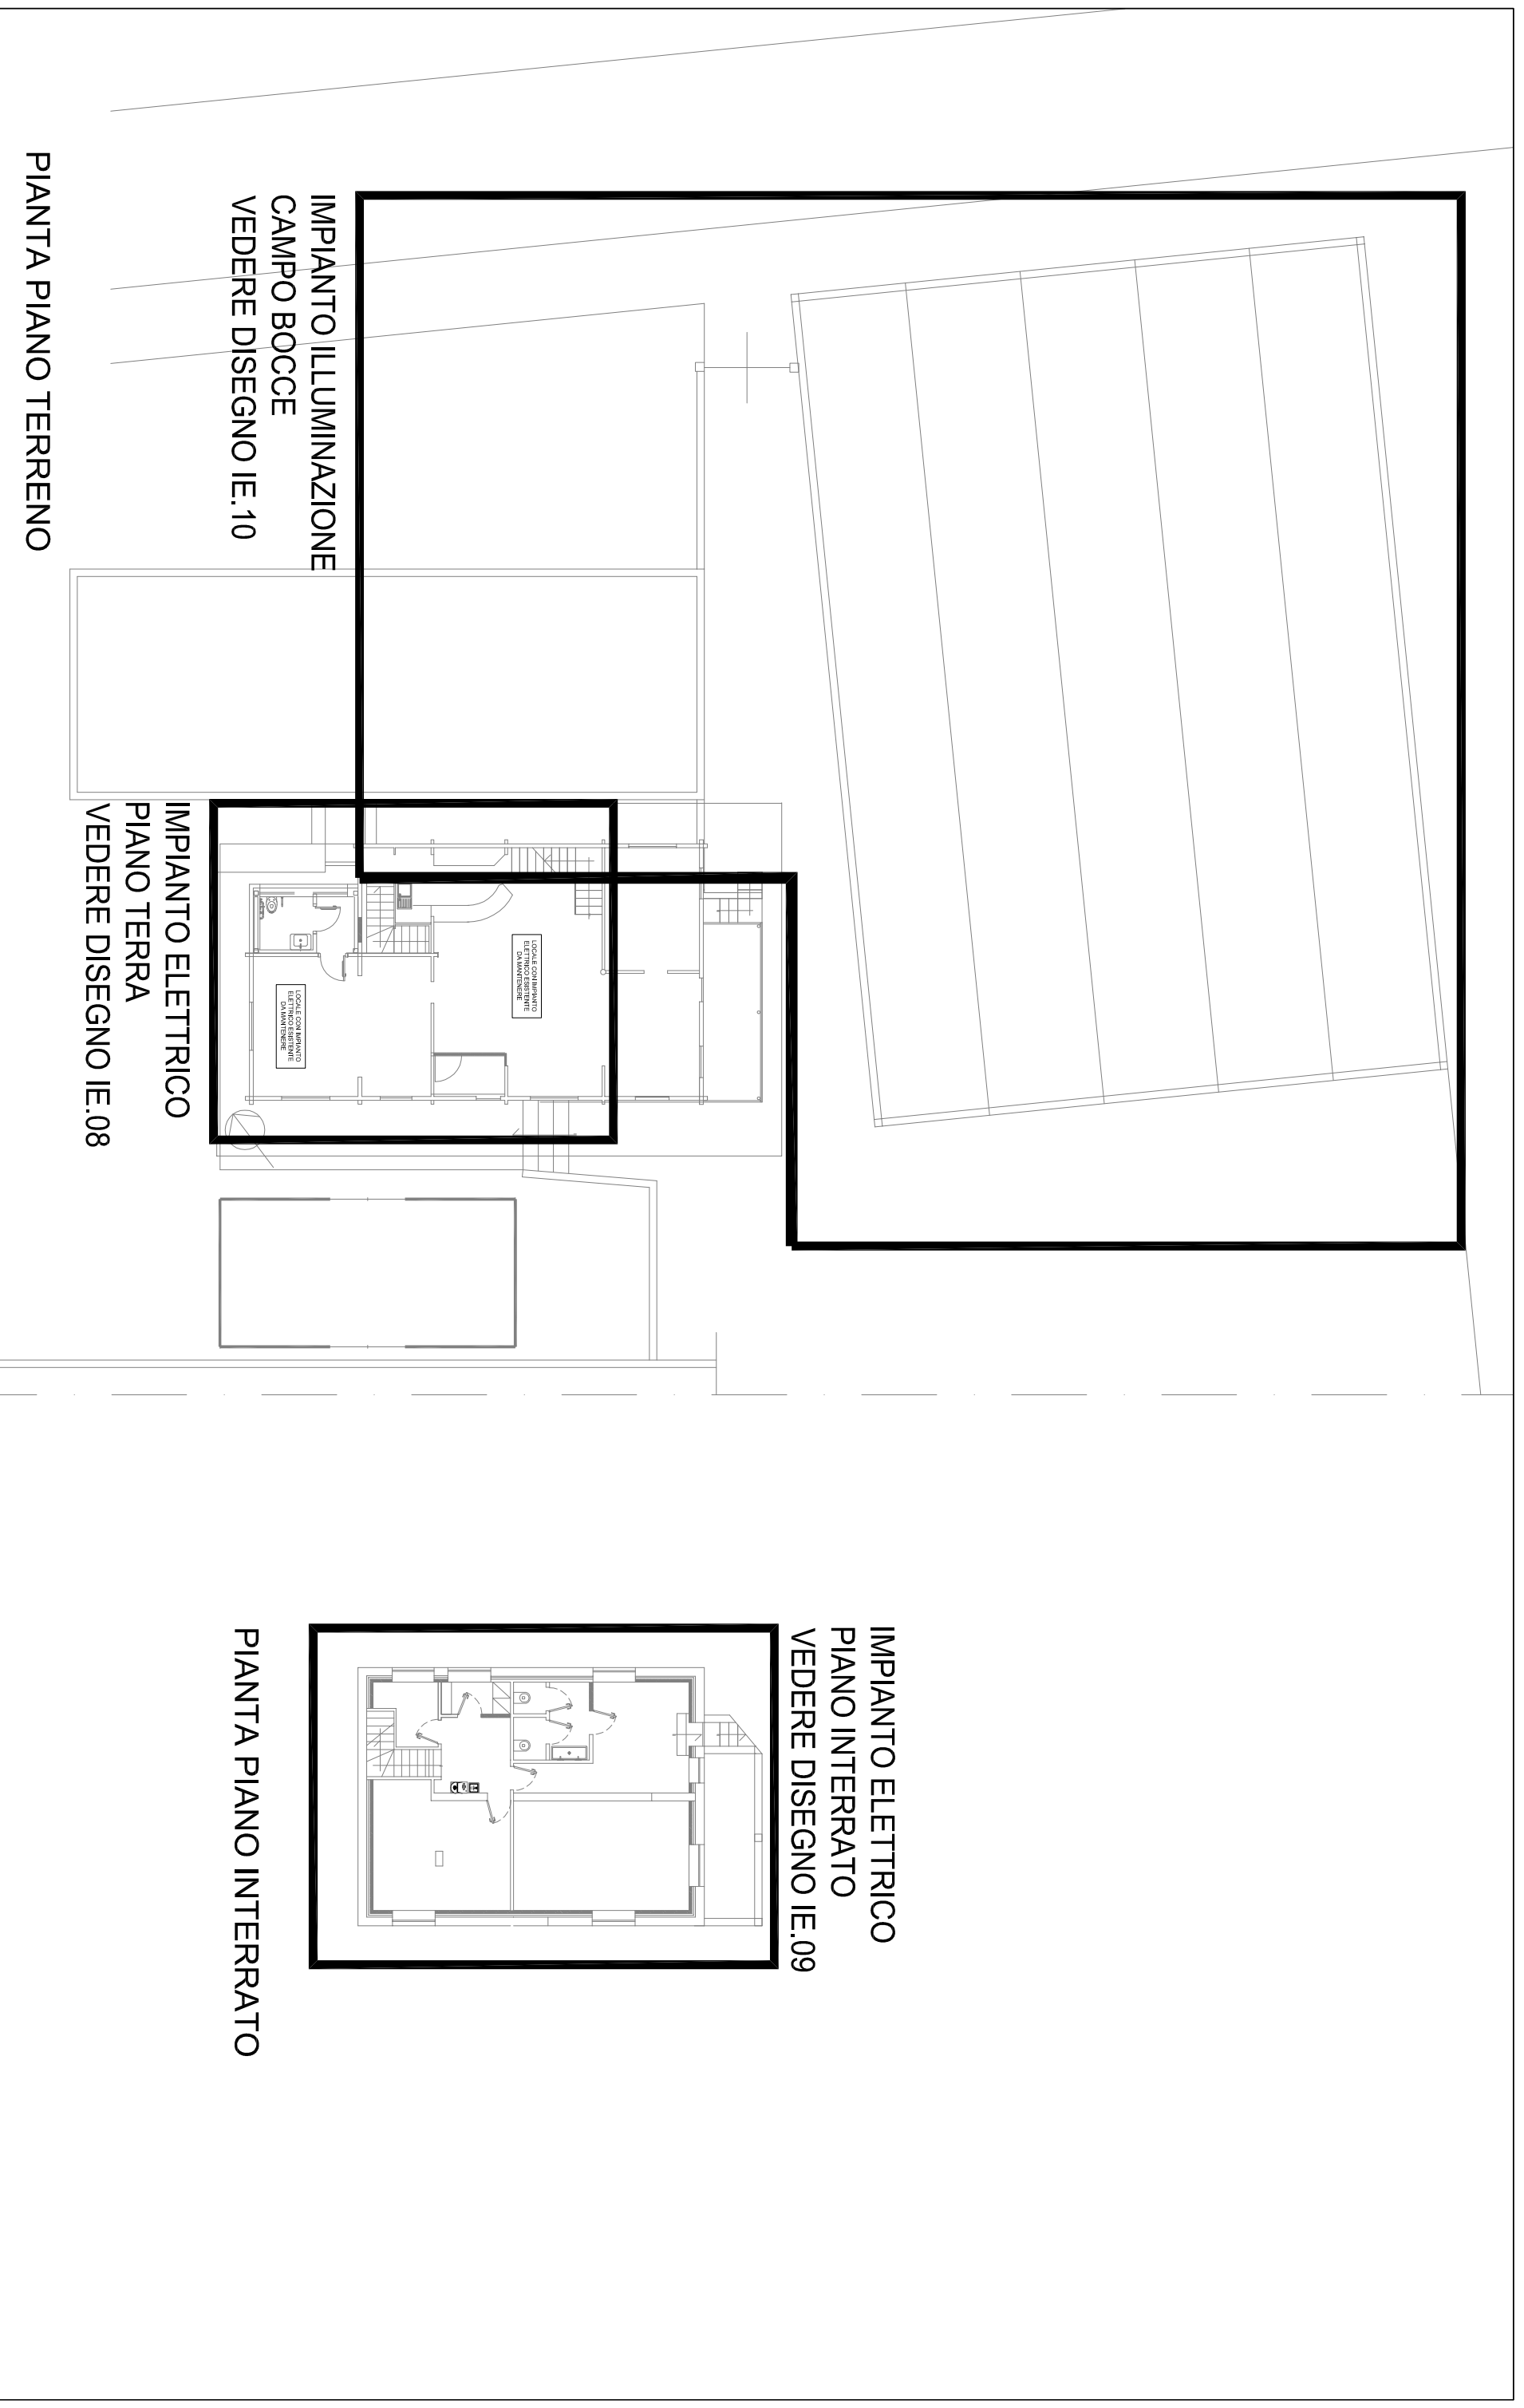 IMPIANTO ILLUMINAZIONE
CAMPO BOCCE
VEDERE DISEGNO IE.10
LOCALE CON IMPIANTO
ELETTRICO ESISTENTE
DA MANTENERE
LOCALE CON IMPIANTO
ELETTRICO ESISTENTE
DA MANTENERE
IMPIANTO ELETTRICO
PIANO TERRA
VEDERE DISEGNO IE.08
PIANTA PIANO TERRENO
IMPIANTO ELETTRICO
PIANO INTERRATO
VEDERE DISEGNO IE.09
PIANTA PIANO INTERRATO